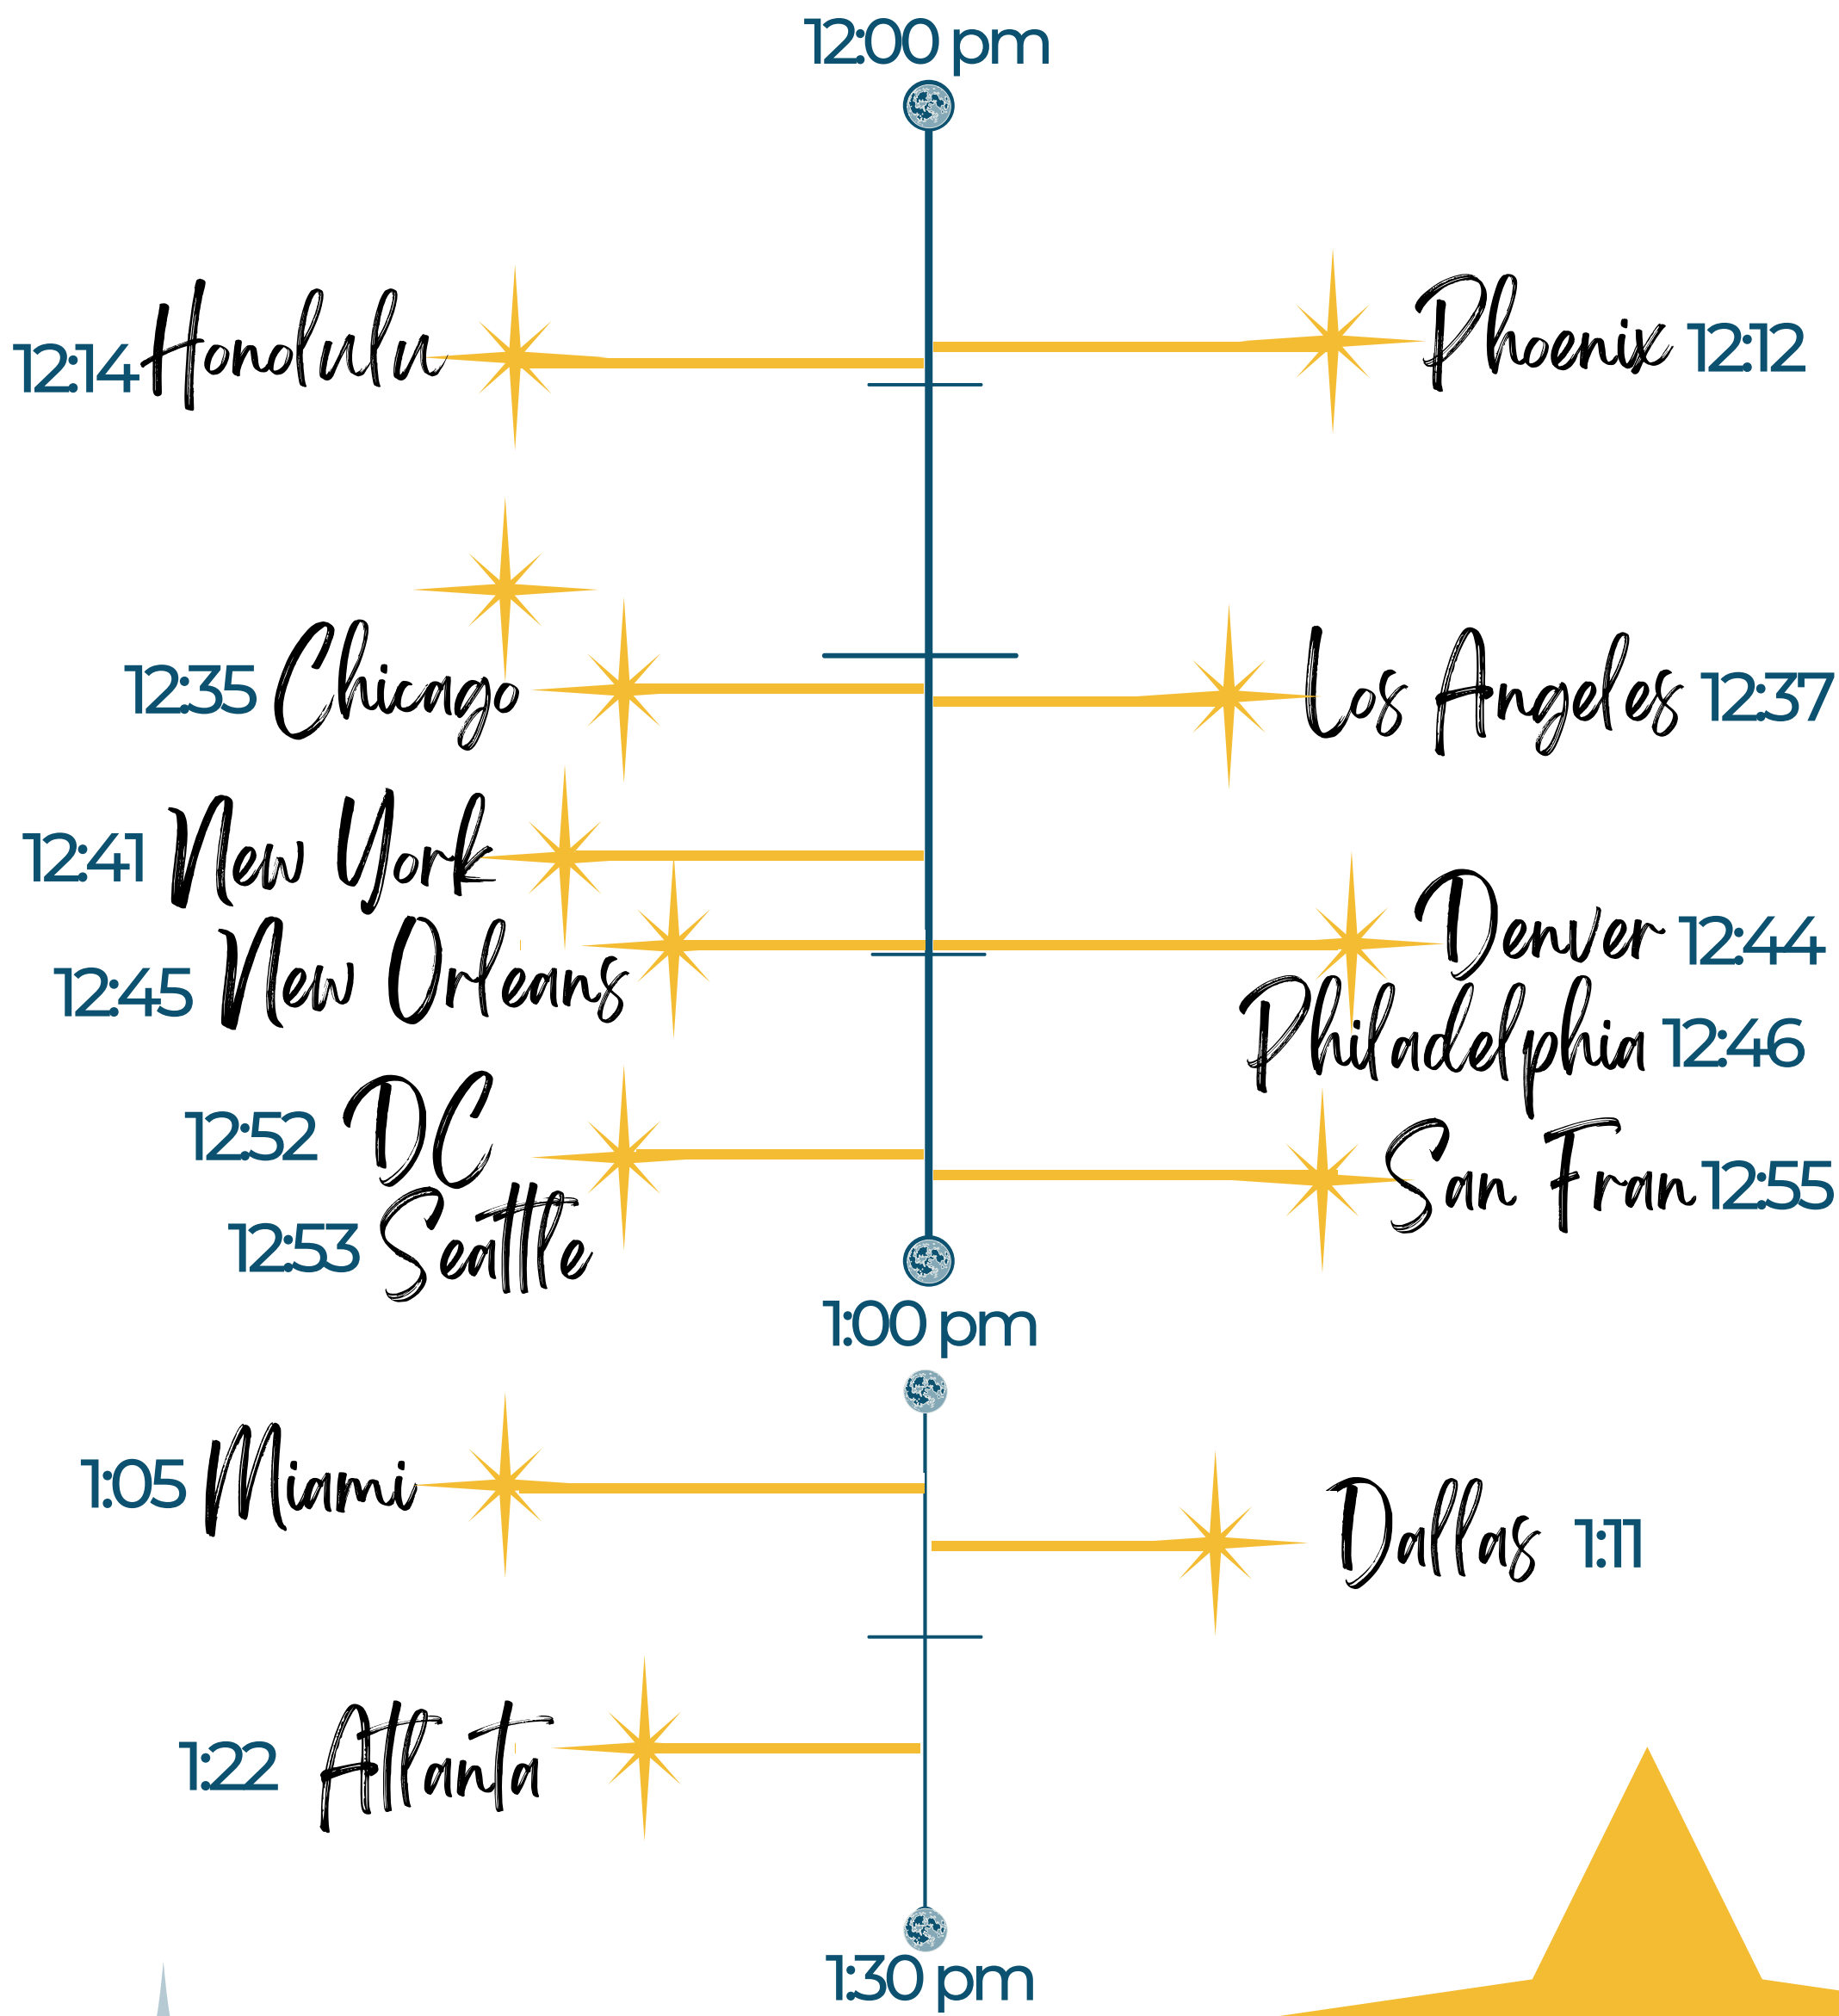 12:00 pm
12:14 Honolulu
Phoenix 12:12
12:35 Chicago
Los Angeles 12:37
12:41 New York
Denver 12:44
12:45 New Orleans
Philadelphia 12:46
12:52 DC
San Fran 12:55
12:53 Seattle
1:00 pm
1:05 Miami
Dallas 1:11
1:22 Atlanta
1:30 pm